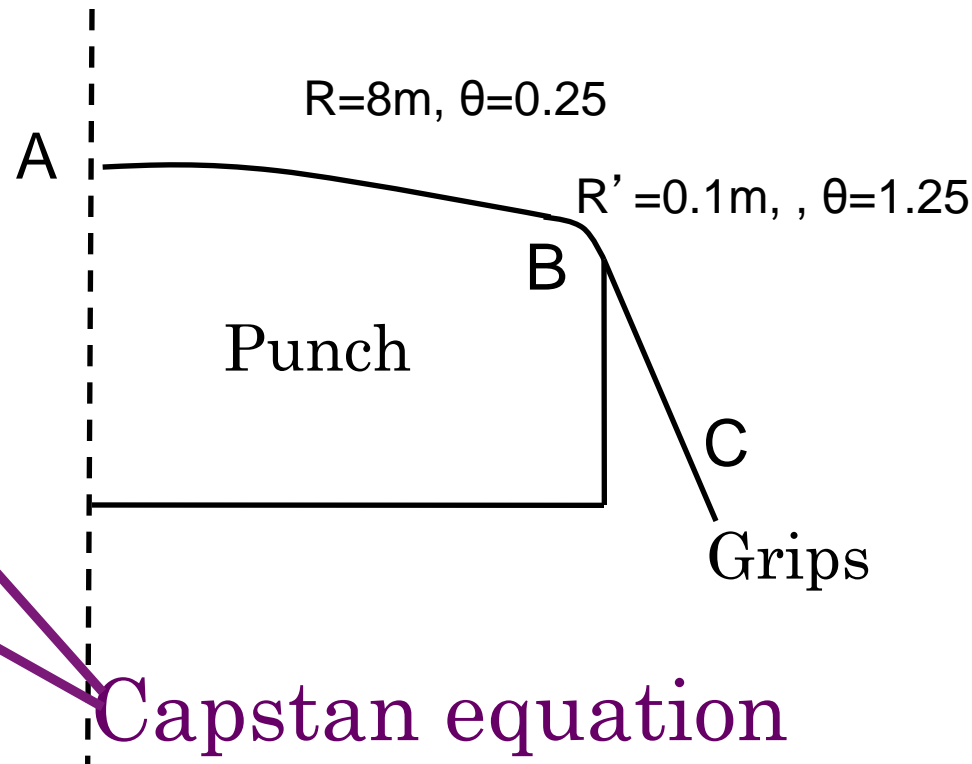 R=8m, θ=0.25
A
R’ =0.1m, , θ=1.25
B
Punch
C
Grips
Capstan equation